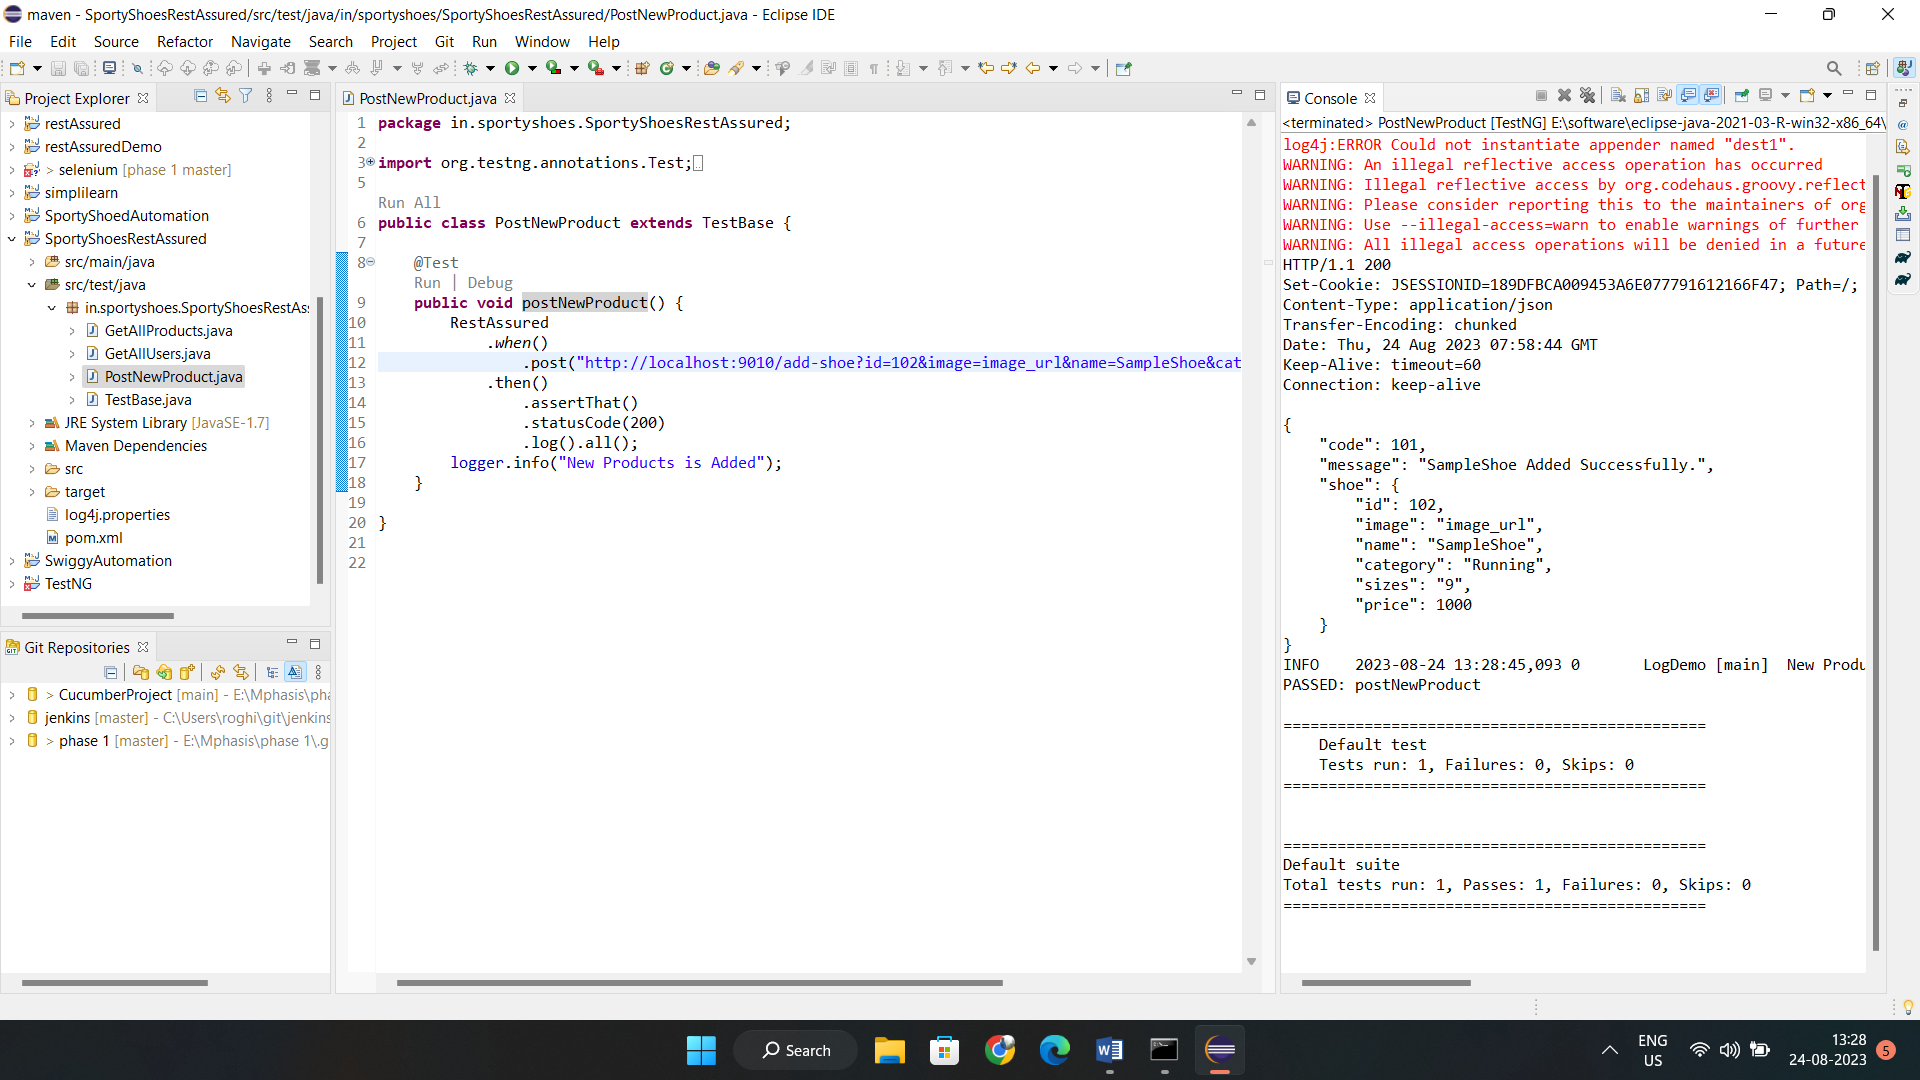 maven - SportyShoesRestAssured/src/test/java/in/sportyshoes/SportyShoesRestAssured/PostNewProduct.java - Eclipse IDE
File Edit Source Refactor Navigate Search Project Git Run Window Help
Project Explorer
restAssured
restAssuredDemo
> selenium [phase 1 master]
simplilearn
SportyShoedAutomation
SportyShoesRestAssured
src/main/java
src/test/java
in.sportyshoes.SportyShoesRestAs
GetAllProducts.java
GetAllUsers.java
PostNewProduct.java
TestBase.java
JRE System Library [JavaSE-1.7]
Maven Dependencies
src
target
log4j.properties
pom.xml
SwiggyAutomation
TestNG
Git Repositories
> CucumberProject [main] - E:\Mphasis\pha
jenkins [master] - C:\Users\roghi\git\jenkins
> phase 1 [master] - E:\Mphasis\phase 1\.g
PostNewProduct.java
1 package in.sportyshoes.SportyShoesRestAssured;
2
3 import org.testng.annotations.Test;
5
Run All
6 public class PostNewProduct extends TestBase {
7
8 @Test
Run | Debug
9 public void postNewProduct() {
10 RestAssured
11 .when()
12 .post("http://localhost:9010/add-shoe?id=102&image=image_url&name=SampleShoe&cat
13 .then()
14 .assertThat()
15 .statusCode(200)
16 .log().all();
17 logger.info("New Products is Added");
18 }
19
20 }
21
22
Console
<terminated> PostNewProduct [TestNG] E:\software\eclipse-java-2021-03-R-win32-x86_64\
log4j:ERROR Could not instantiate appender named "dest1".
WARNING: An illegal reflective access operation has occurred
WARNING: Illegal reflective access by org.codehaus.groovy.reflect
WARNING: Please consider reporting this to the maintainers of org
WARNING: Use --illegal-access=warn to enable warnings of further
WARNING: All illegal access operations will be denied in a future
HTTP/1.1 200
Set-Cookie: JSESSIONID=189DFBCA009453A6E077791612166F47; Path=/;
Content-Type: application/json
Transfer-Encoding: chunked
Date: Thu, 24 Aug 2023 07:58:44 GMT
Keep-Alive: timeout=60
Connection: keep-alive
{
"code": 101,
"message": "SampleShoe Added Successfully.",
"shoe": {
"id": 102,
"image": "image_url",
"name": "SampleShoe",
"category": "Running",
"sizes": "9",
"price": 1000
}
}
INFO 2023-08-24 13:28:45,093 0 LogDemo [main] New Produ
PASSED: postNewProduct
===============================================
Default test
Tests run: 1, Failures: 0, Skips: 0
===============================================
===============================================
Default suite
Total tests run: 1, Passes: 1, Failures: 0, Skips: 0
===============================================
Search
ENG
US
13:28
24-08-2023
5